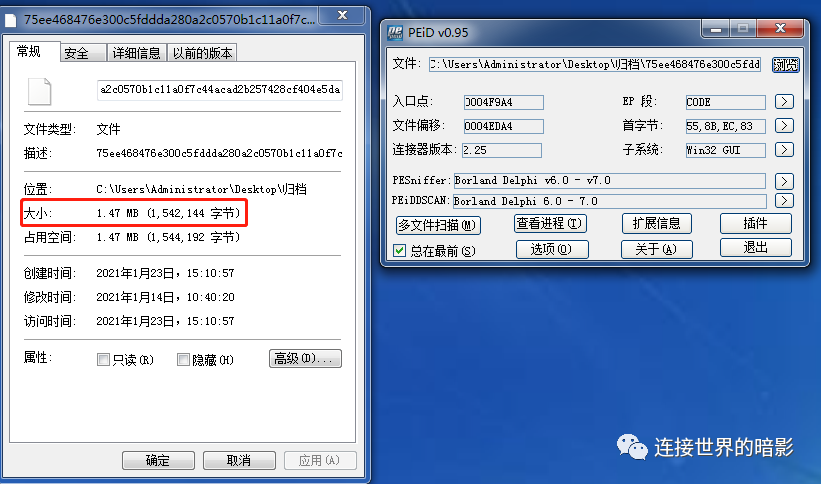 75ee468476e300c5fddda280a2c0570b1c11a0f7c...
常规 安全 详细信息 以前的版本
a2c0570b1c11a0f7c44acad2b257428cf404e5da
文件类型: 文件
描述: 75ee468476e300c5fddda280a2c0570b1c11a0f7c
位置: C:\Users\Administrator\Desktop\归档
大小: 1.47 MB (1,542,144 字节)
占用空间: 1.47 MB (1,544,192 字节)
创建时间: 2021年1月23日，15:10:57
修改时间: 2021年1月14日，10:40:20
访问时间: 2021年1月23日，15:10:57
属性: 只读(R) 隐藏(H) 高级(D)...
确定 取消 应用(A)
PEiD v0.95
文件: C:\Users\Administrator\Desktop\归档\75ee468476e300c5fdd 浏览
入口点: 0004F9A4 EP 段: CODE >
文件偏移: 0004EDA4 首字节: 55,8B,EC,83 >
连接器版本: 2.25 子系统: Win32 GUI >
PESniffer: Borland Delphi v6.0 - v7.0 >
PEiDDSCAN: Borland Delphi 6.0 - 7.0 >
多文件扫描(M) 查看进程(T) 扩展信息 插件
总在最前(S) 选项(O) 关于(A) 退出
连接世界的暗影